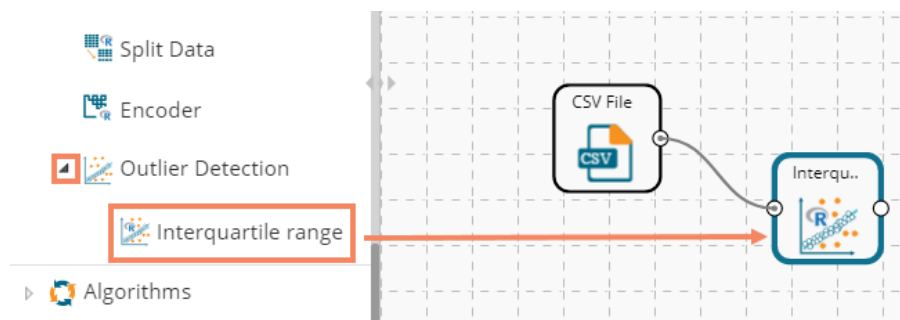 Split Data
Encoder
Outlier Detection
Interquartile range
Algorithms
CSV File
CSV
Interqu..
R